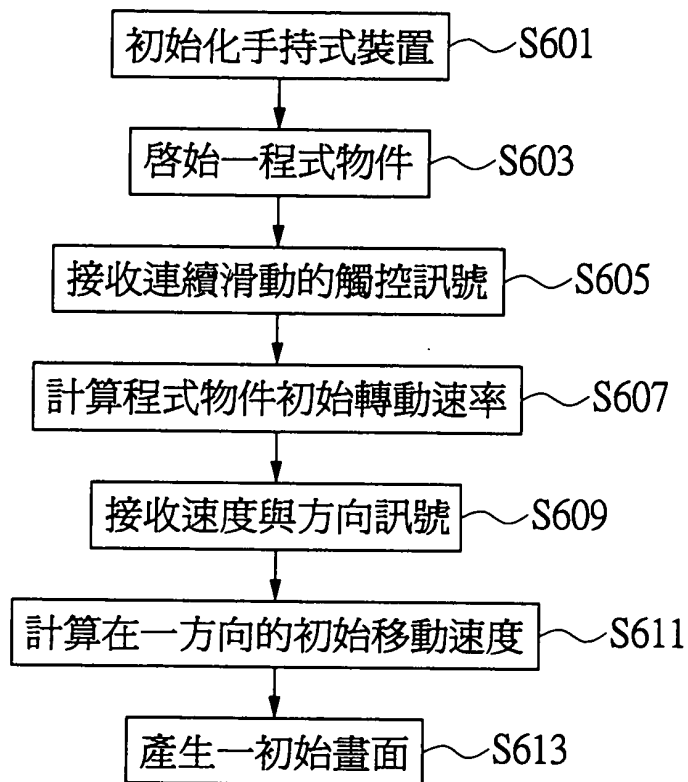 初始化手持式裝置 S601
啓始一程式物件 S603
接收連續滑動的觸控訊號 S605
計算程式物件初始轉動速率 S607
接收速度與方向訊號 S609
計算在一方向的初始移動速度 S611
產生一初始畫面 S613